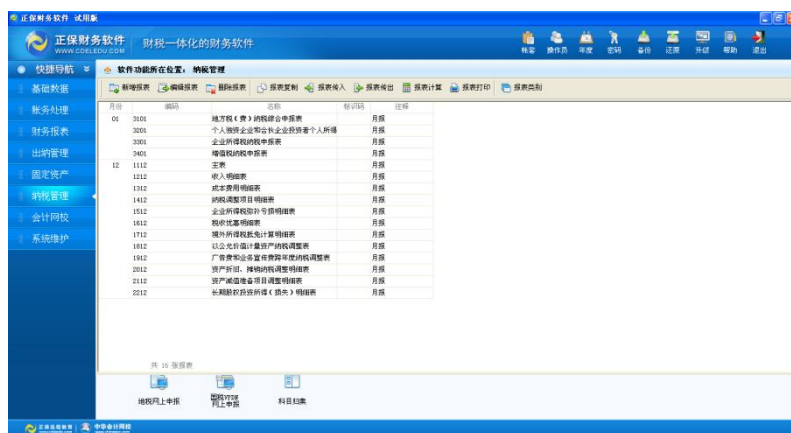 正保财务软件 试用版
正保财务软件
WWW.CDELEDU.COM
财税一体化的财务软件
帐套 操作员 年度 密码 备份 还原 升级 帮助 退出
快捷导航
软件功能所在位置: 纳税管理
基础数据
账务处理
财务报表
出纳管理
固定资产
纳税管理
会计网校
系统维护
新增报表 编辑报表 删除报表 报表复制 报表传入 报表传出 报表计算 报表打印 报表类别
月份 编码 名称 标识码 注释
01 3101 地方税(费)纳税综合申报表 月报
3201 个人独资企业和合伙企业投资者个人所得 月报
3301 企业所得税纳税申报表 月报
3401 增值税纳税申报表 月报
12 1112 主表 月报
1212 收入明细表 月报
1312 成本费用明细表 月报
1412 纳税调整项目明细表 月报
1512 企业所得税弥补亏损明细表 月报
1612 税收优惠明细表 月报
1712 境外所得税抵免计算明细表 月报
1812 以公允价值计量资产纳税调整表 月报
1912 广告费和业务宣传费跨年度纳税调整表 月报
2012 资产折旧、摊销纳税调整明细表 月报
2112 资产减值准备项目调整明细表 月报
2212 长期股权投资所得(损失)明细表 月报
共 16 张报表
地税网上申报
网上申报
科目归集
正保远程教育
中华会计网校